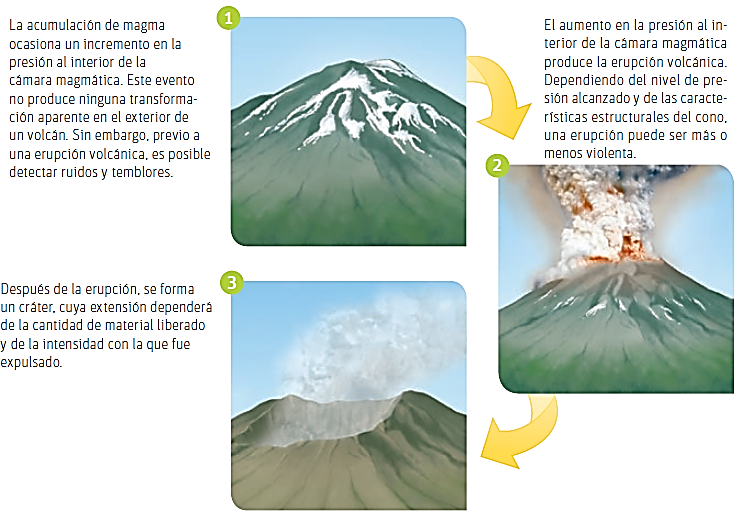 1
La acumulación de magma
ocasiona un incremento en la
presión al interior de la
cámara magmática. Este evento
no produce ninguna transforma-
ción aparente en el exterior de
un volcán. Sin embargo, previo a
una erupción volcánica, es posible
detectar ruidos y temblores.
2
El aumento en la presión al in-
terior de la cámara magmática
produce la erupción volcánica.
Dependiendo del nivel de pre-
sión alcanzado y de las caracte-
rísticas estructurales del cono,
una erupción puede ser más o
menos violenta.
3
Después de la erupción, se forma
un cráter, cuya extensión dependerá
de la cantidad de material liberado
y de la intensidad con la que fue
expulsado.